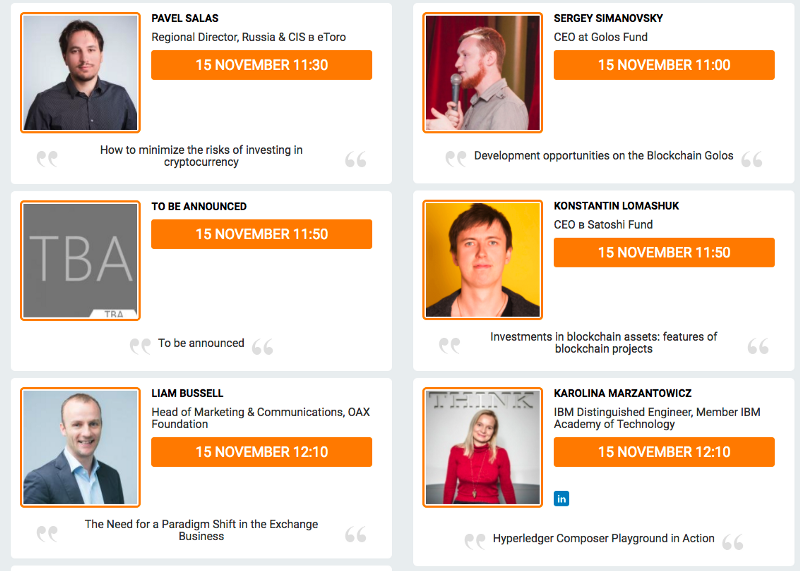 PAVEL SALAS
Regional Director, Russia & CIS в eToro
15 NOVEMBER 11:30
How to minimize the risks of investing in
cryptocurrency
SERGEY SIMANOVSKY
CEO at Golos Fund
15 NOVEMBER 11:00
Development opportunities on the Blockchain Golos
TBA
TBA
TO BE ANNOUNCED
15 NOVEMBER 11:50
To be announced
KONSTANTIN LOMASHUK
CEO в Satoshi Fund
15 NOVEMBER 11:50
Investments in blockchain assets: features of
blockchain projects
LIAM BUSSELL
Head of Marketing & Communications, OAX
Foundation
15 NOVEMBER 12:10
The Need for a Paradigm Shift in the Exchange
Business
THINK
KAROLINA MARZANTOWICZ
IBM Distinguished Engineer, Member IBM
Academy of Technology
15 NOVEMBER 12:10
in
Hyperledger Composer Playground in Action